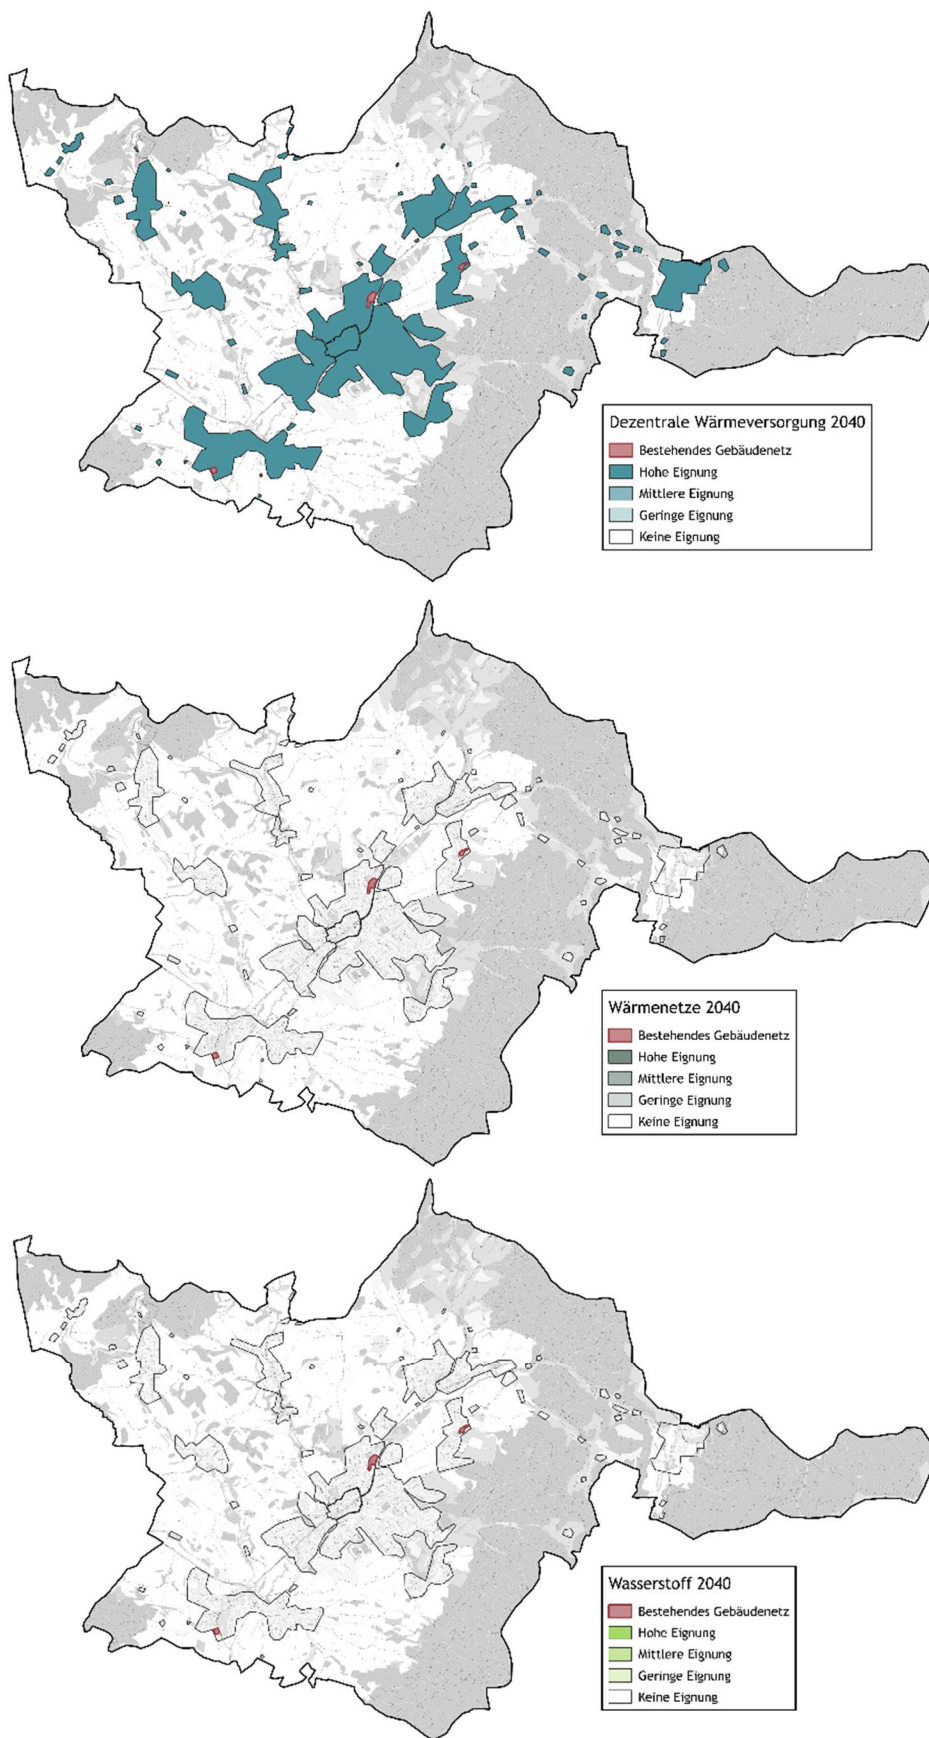 Dezentrale Wärmeversorgung 2040
Bestehendes Gebäudenetz
Hohe Eignung
Mittlere Eignung
Geringe Eignung
Keine Eignung
Wärmenetze 2040
Bestehendes Gebäudenetz
Hohe Eignung
Mittlere Eignung
Geringe Eignung
Keine Eignung
Wasserstoff 2040
Bestehendes Gebäudenetz
Hohe Eignung
Mittlere Eignung
Geringe Eignung
Keine Eignung